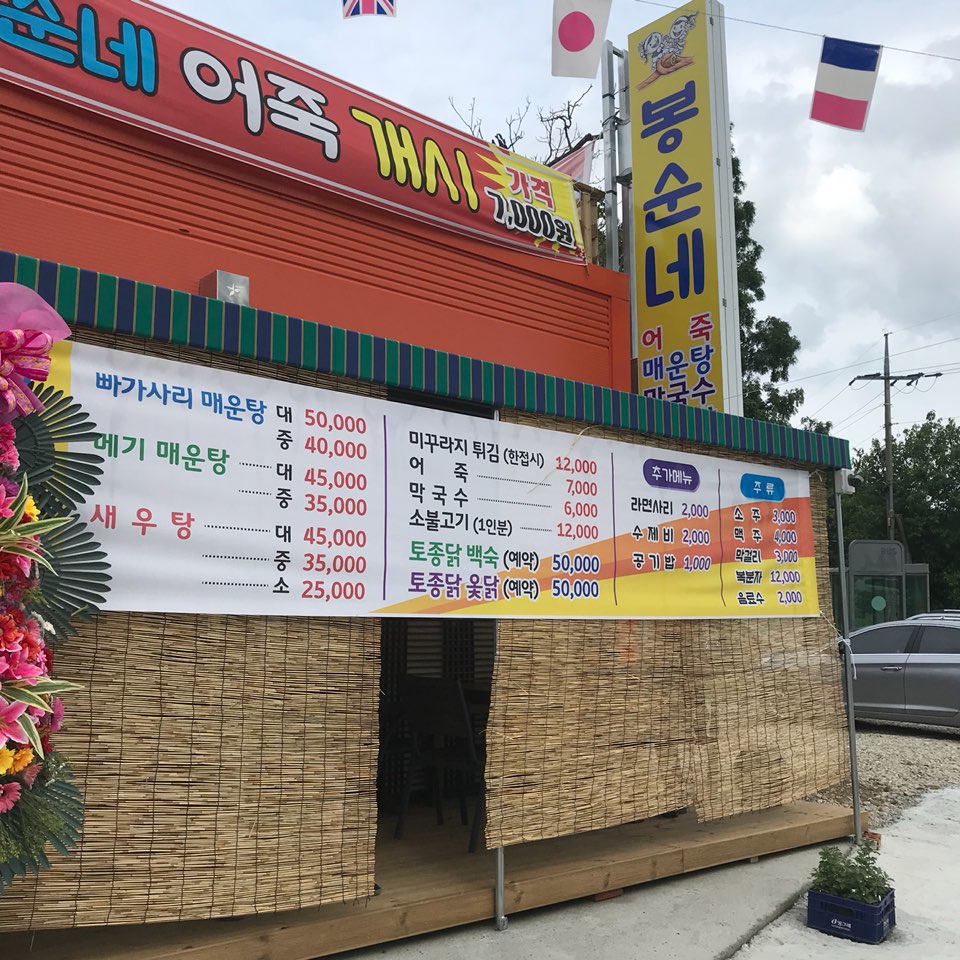 순네 어죽 개시
가격
7,000원
봉순네
어죽
매운탕
막국수
빠가사리 매운탕 대 50,000
중 40,000
메기 매운탕 대 45,000
중 35,000
새우탕 대 45,000
중 35,000
소 25,000
미꾸라지 튀김 (한접시) 12,000
어죽 7,000
막국수 6,000
소불고기 (1인분) 12,000
토종닭 백숙 (예약) 50,000
토종닭 옻닭 (예약) 50,000
추가메뉴
라면사리 2,000
수제비 2,000
공기밥 1,000
주류
소주 3,000
맥주 4,000
막걸리 3,000
복분자 12,000
음료수 2,000
BUS